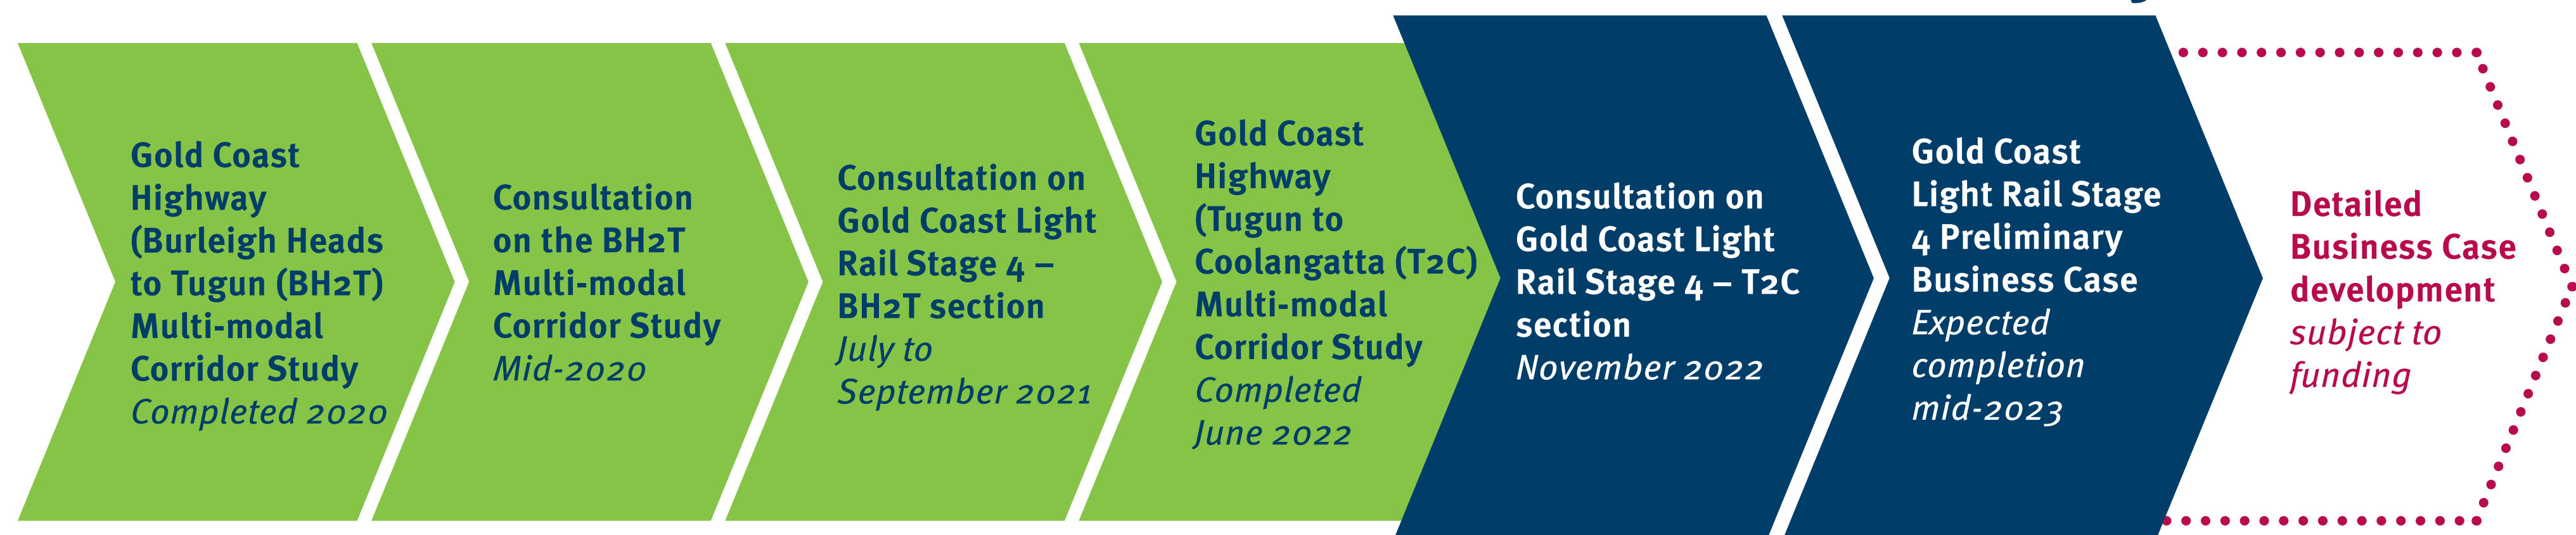 Gold Coast
Highway
(Burleigh Heads
to Tugun (BH2T)
Multi-modal
Corridor Study
Completed 2020
Consultation
on the BH2T
Multi-modal
Corridor Study
Mid-2020
Consultation on
Gold Coast Light
Rail Stage 4 –
BH2T section
July to
September 2021
Gold Coast
Highway
(Tugun to
Coolangatta (T2C)
Multi-modal
Corridor Study
Completed
June 2022
Consultation on
Gold Coast Light
Rail Stage 4 – T2C
section
November 2022
Gold Coast
Light Rail Stage
4 Preliminary
Business Case
Expected
completion
mid-2023
Detailed
Business Case
development
subject to
funding